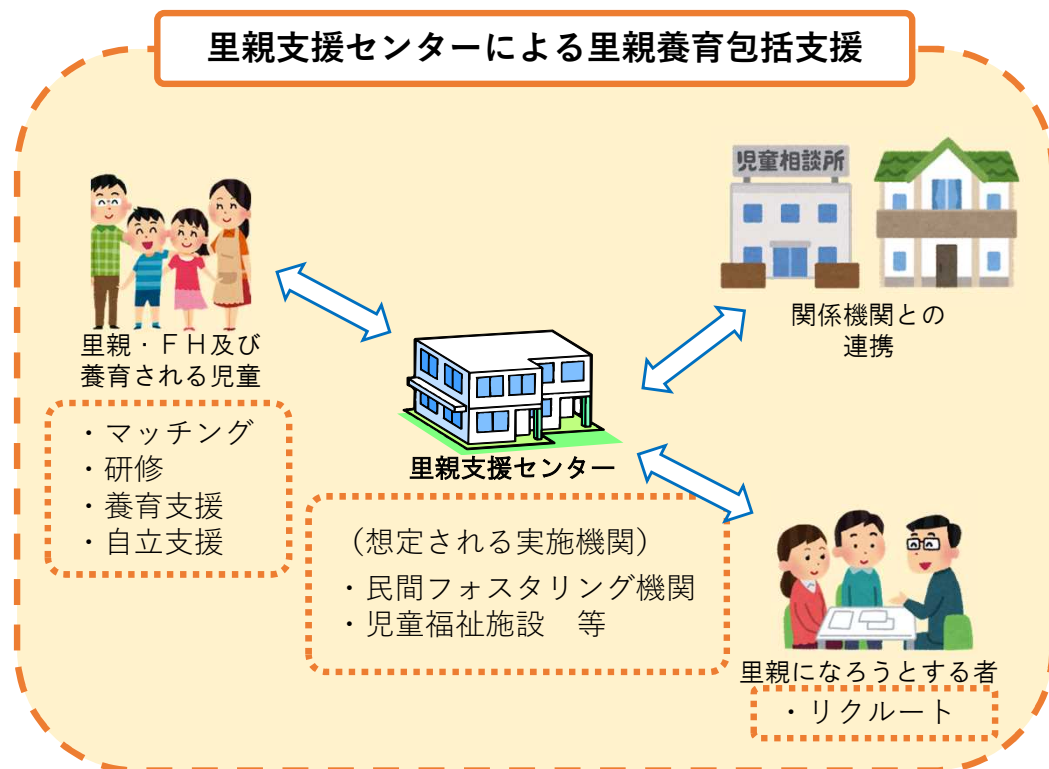 里親支援センターによる里親養育包括支援
児童相談所
里親・ＦＨ及び
養育される児童
・マッチング
・研修
・養育支援
・自立支援
関係機関との
連携
里親支援センター
（想定される実施機関）
・民間フォスタリング機関
・児童福祉施設　等
里親になろうとする者
・リクルート